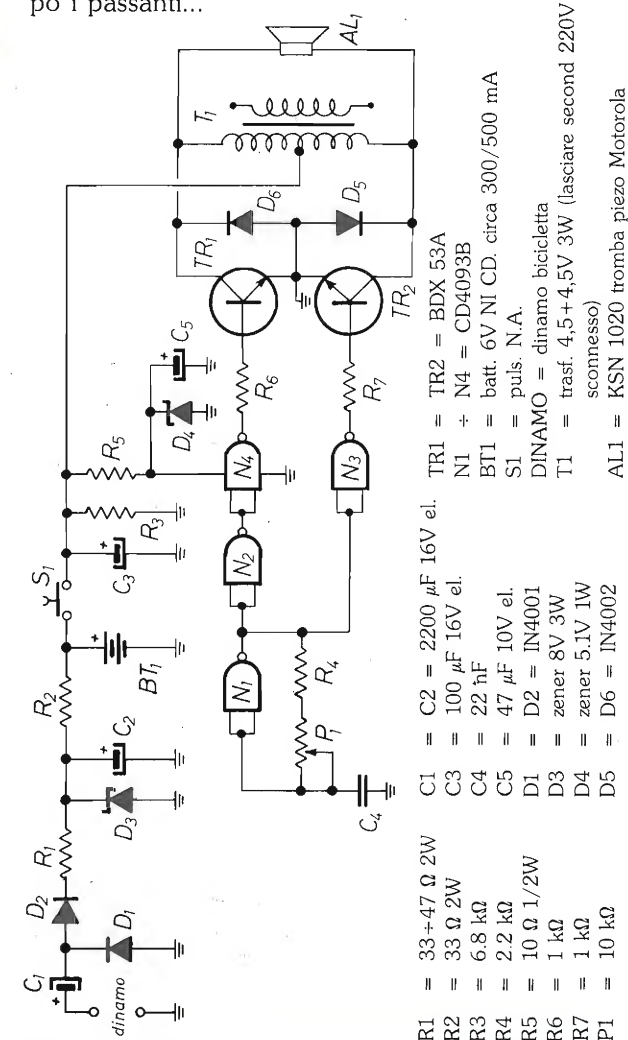 po i passanti...
dinamo
C1
D1
D2
R1
D3
C2
R2
BT1
S1
C3
R3
R5
D4
C5
C4
P1
R4
N1
N2
N4
N3
R6
R7
TR1
TR2
D6
D5
T1
AL1
R1 = 33÷47 Ω 2W
R2 = 33 Ω 2W
R3 = 6.8 kΩ
R4 = 2.2 kΩ
R5 = 10 Ω 1/2W
R6 = 1 kΩ
R7 = 1 kΩ
P1 = 10 kΩ
C1 = C2 = 2200 µF 16V el.
C3 = 100 µF 16V el.
C4 = 22 nF
C5 = 47 µF 10V el.
D1 = D2 = IN4001
D3 = zener 8V 3W
D4 = zener 5.1V 1W
D5 = D6 = IN4002
TR1 = TR2 = BDX 53A
N1 ÷ N4 = CD4093B
BT1 = batt. 6V NI CD. circa 300/500 mA
S1 = puls. N.A.
DINAMO = dinamo bicicletta
T1 = trasf. 4,5+4,5V 3W (lasciare second 220V
sconnesso)
AL1 = KSN 1020 tromba piezo Motorola